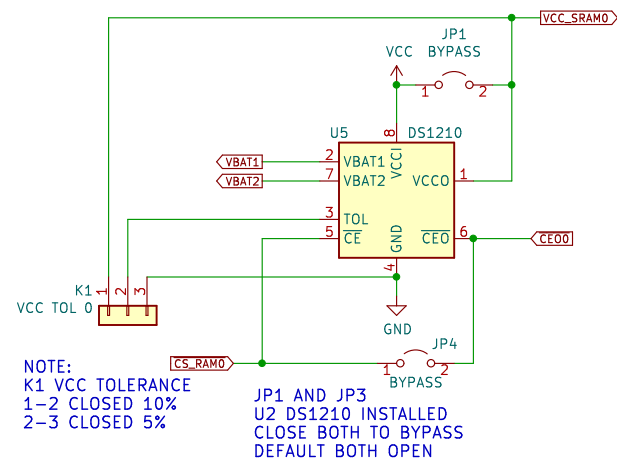 VCC_SRAM0
JP1
VCC BYPASS
1 2
U5 8 DS1210
VCCI
VBAT1 2 VBAT1
VBAT2 7 VBAT2 VCCO 1
3 TOL
5 CE GND CEO 6 CEO0
4
K1 1 2 3
VCC TOL 0
GND
JP4
CS_RAM0 1 2
BYPASS
NOTE:
K1 VCC TOLERANCE
1-2 CLOSED 10%
2-3 CLOSED 5%
JP1 AND JP3
U2 DS1210 INSTALLED
CLOSE BOTH TO BYPASS
DEFAULT BOTH OPEN